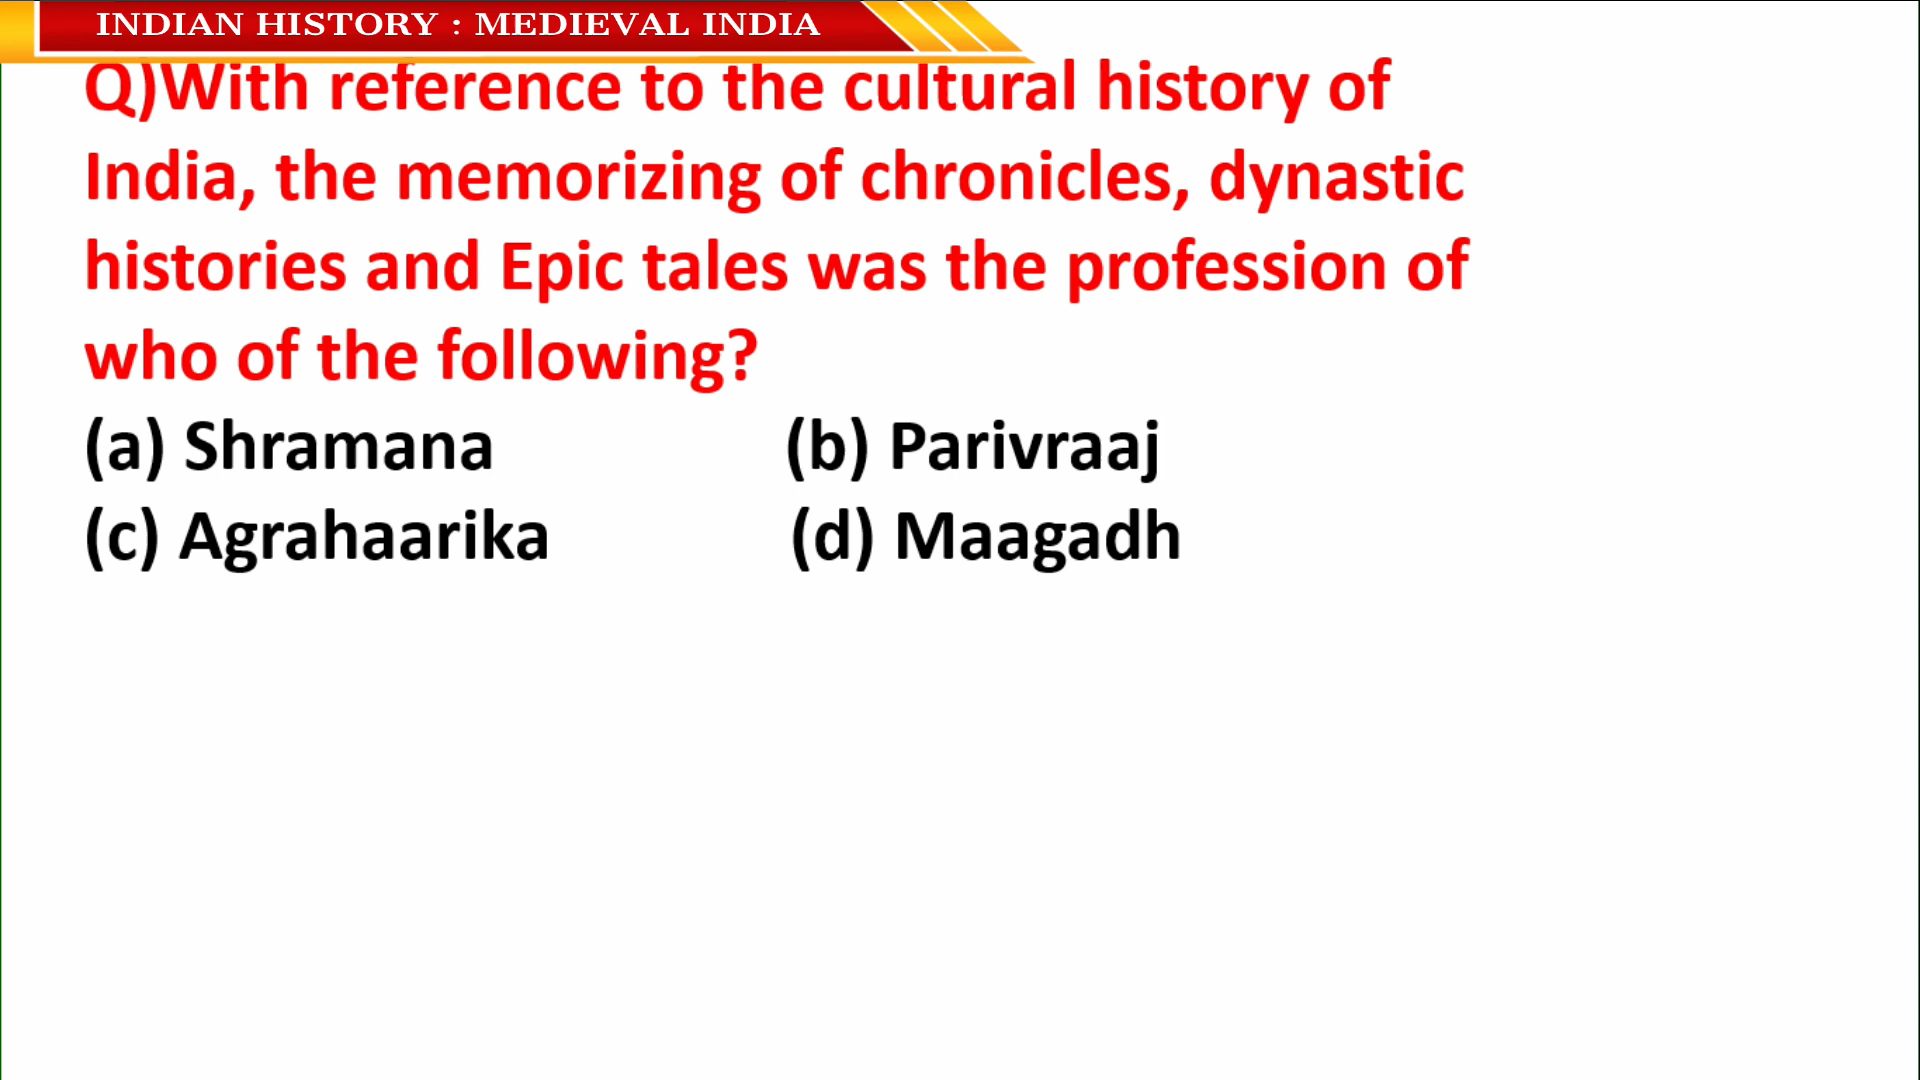 INDIAN HISTORY : MEDIEVAL INDIA
Q)With reference to the cultural history of
India, the memorizing of chronicles, dynastic
histories and Epic tales was the profession of
who of the following?
(a) Shramana (b) Parivraaj
(c) Agrahaarika (d) Maagadh